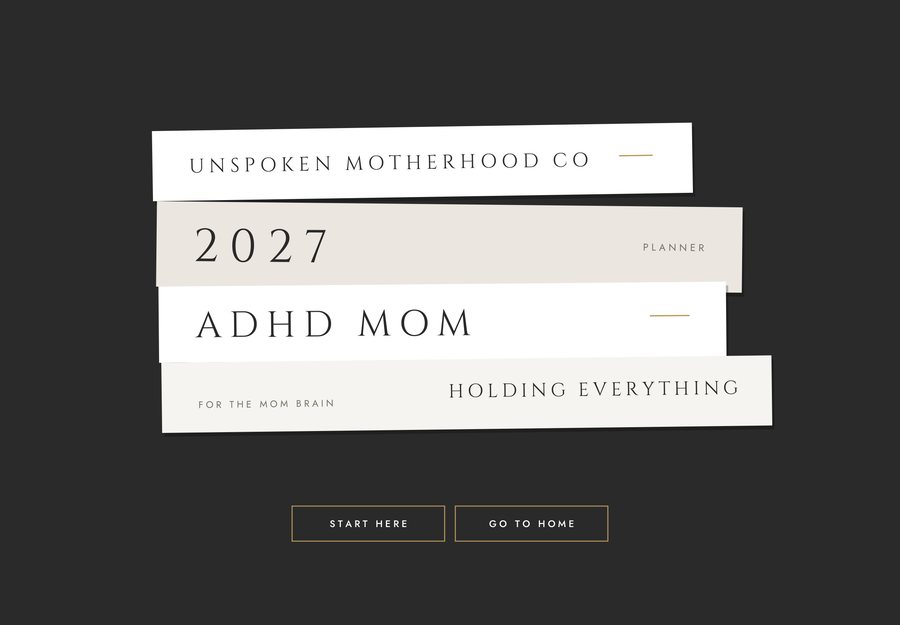 UNSPOKEN MOTHERHOOD CO
2027
PLANNER
ADHD MOM
FOR THE MOM BRAIN
HOLDING EVERYTHING
START HERE
GO TO HOME